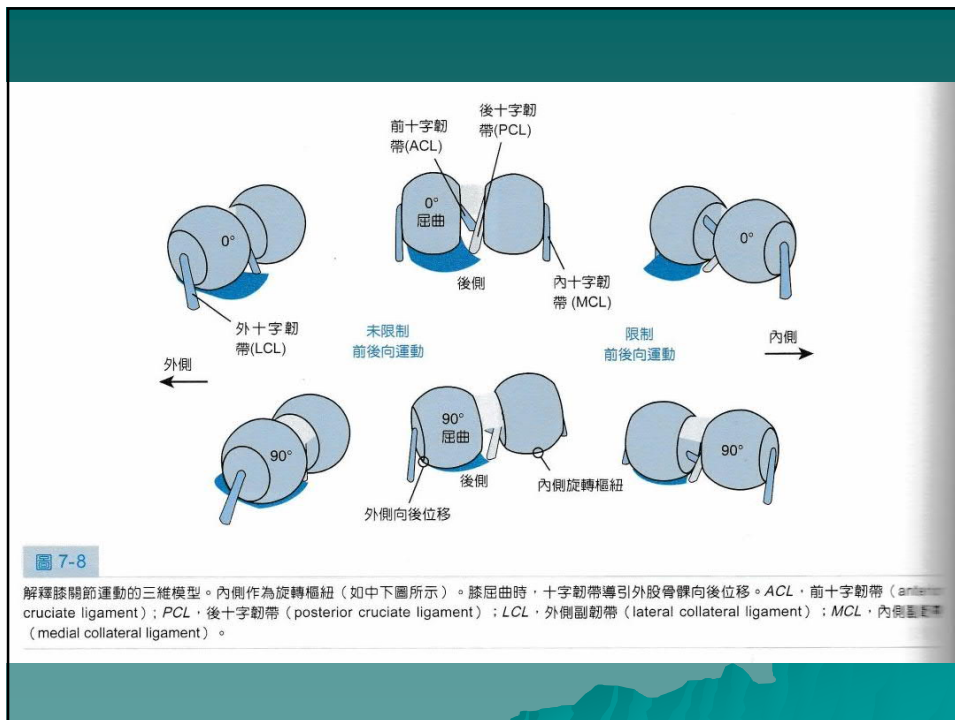 前十字韌
帶(ACL)
後十字韌
帶(PCL)
0°
0°
屈曲
0°
後側
內十字韌
帶 (MCL)
外十字韌
帶(LCL)
未限制
前後向運動
限制
前後向運動
外側
內側
90°
90°
屈曲
90°
後側
內側旋轉樞紐
外側向後位移
圖 7-8
解釋膝關節運動的三維模型。內側作為旋轉樞紐（如中下圖所示）。膝屈曲時，十字韌帶導引外股骨髁向後位移。ACL，前十字韌帶（anterior
cruciate ligament）；PCL，後十字韌帶（posterior cruciate ligament）；LCL，外側副韌帶（lateral collateral ligament）；MCL，內側副韌帶
（medial collateral ligament）。